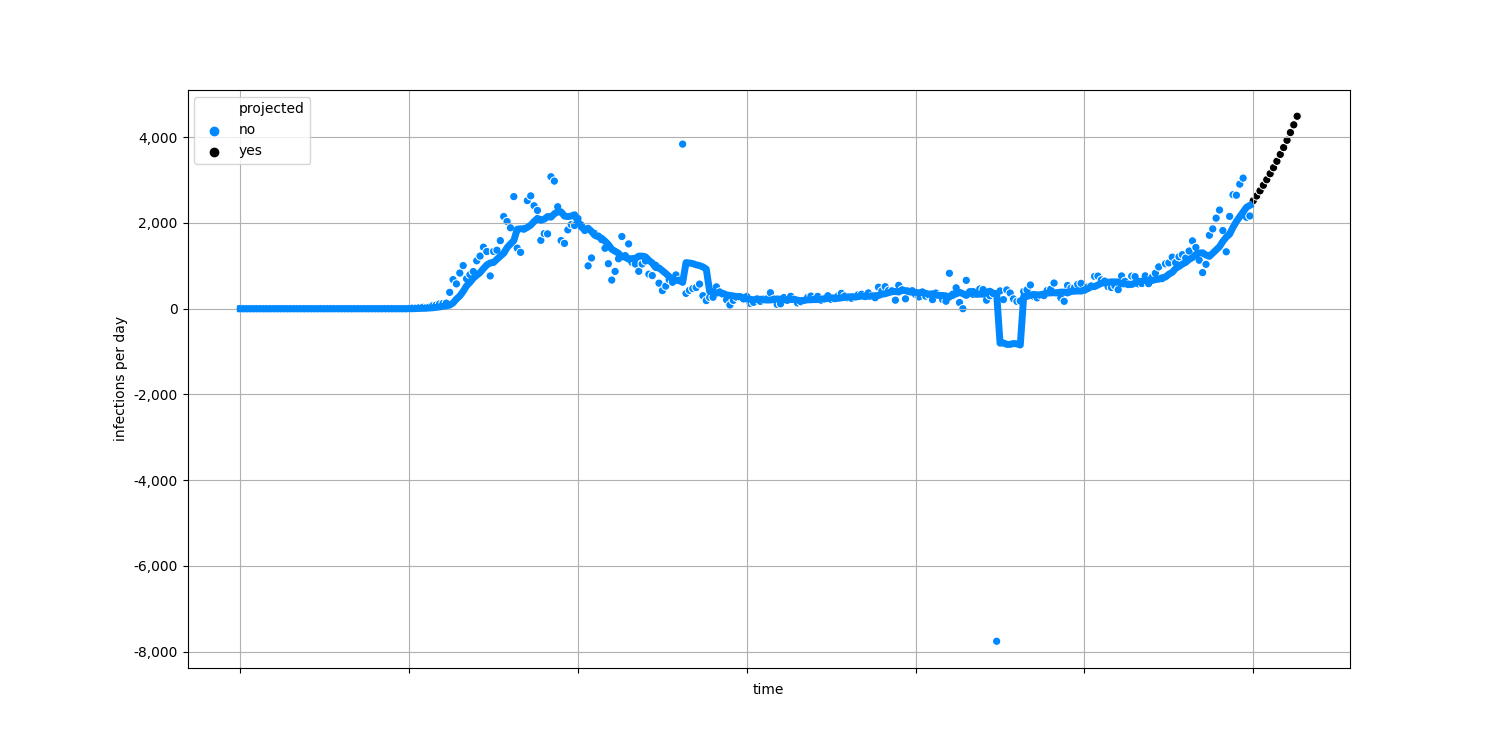 projected
no
yes
4,000
2,000
0
-2,000
-4,000
-6,000
-8,000
infections per day
time